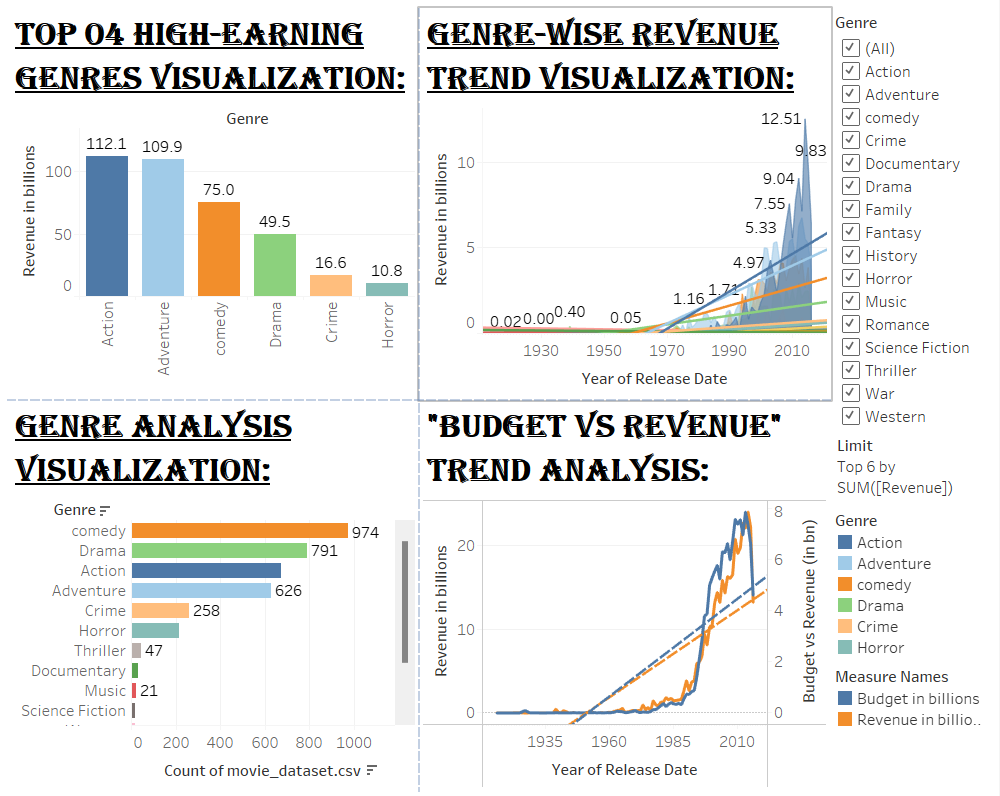 TOP 04 HIGH-EARNING
GENRES VISUALIZATION:
Genre
Revenue in billions
100
50
0
112.1
109.9
75.0
49.5
16.6
10.8
Action
Adventure
comedy
Drama
Crime
Horror
GENRE-WISE REVENUE
TREND VISUALIZATION:
Revenue in billions
10
5
0
12.51
9.83
9.04
7.55
5.33
4.97
1.71
1.16
0.05
0.40
0.00
0.02
1930
1950
1970
1990
2010
Year of Release Date
GENRE ANALYSIS
VISUALIZATION:
Genre
comedy 974
Drama 791
Action
Adventure 626
Crime 258
Horror
Thriller 47
Documentary
Music 21
Science Fiction
0 200 400 600 800 1000
Count of movie_dataset.csv
"BUDGET VS REVENUE"
TREND ANALYSIS:
Revenue in billions
20
10
0
8
6
4
2
0
Budget vs Revenue (in bn)
1935 1960 1985 2010
Year of Release Date
Genre
(All)
Action
Adventure
comedy
Crime
Documentary
Drama
Family
Fantasy
History
Horror
Music
Romance
Science Fiction
Thriller
War
Western
Limit
Top 6 by
SUM([Revenue])
Genre
Action
Adventure
comedy
Drama
Crime
Horror
Measure Names
Budget in billions
Revenue in billio..